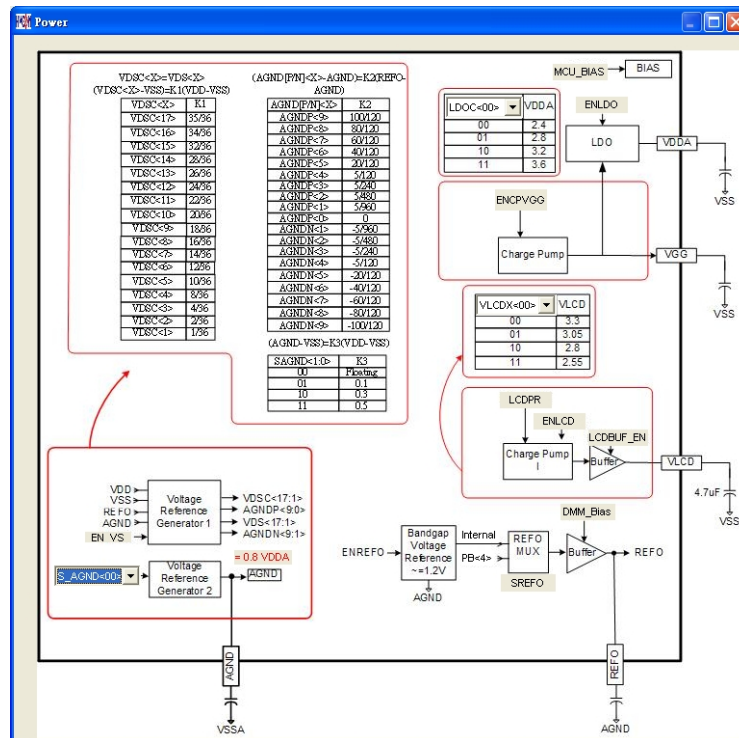 Power
VDSC<X>=VDS<X>
(VDSC<X>-VSS)=K1(VDD-VSS)
VDSC<X> K1
VDSC<17> 35/36
VDSC<16> 34/36
VDSC<15> 32/36
VDSC<14> 28/36
VDSC<13> 26/36
VDSC<12> 24/36
VDSC<11> 22/36
VDSC<10> 20/36
VDSC<9> 18/36
VDSC<8> 16/36
VDSC<7> 14/36
VDSC<6> 12/36
VDSC<5> 10/36
VDSC<4> 8/36
VDSC<3> 4/36
VDSC<2> 2/36
VDSC<1> 1/36
(AGND[P/N]<X>-AGND)=K2(REFO-
AGND)
AGND[P/N]<X> K2
AGNDP<9> 100/120
AGNDP<8> 80/120
AGNDP<7> 60/120
AGNDP<6> 40/120
AGNDP<5> 20/120
AGNDP<4> 5/120
AGNDP<3> 5/240
AGNDP<2> 5/480
AGNDP<1> 5/960
AGNDP<0> 0
AGNDN<1> -5/960
AGNDN<2> -5/480
AGNDN<3> -5/240
AGNDN<4> -5/120
AGNDN<5> -20/120
AGNDN<6> -40/120
AGNDN<7> -60/120
AGNDN<8> -80/120
AGNDN<9> -100/120
(AGND-VSS)=K3(VDD-VSS)
SAGND<1:0> K3
00 Floating
01 0.1
10 0.3
11 0.5
MCU_BIAS BIAS
LDOC<00> VDDA
00 2.4
01 2.8
10 3.2
11 3.6
ENLDO
LDO
VDDA
VSS
ENCPVGG
Charge Pump
VGG
VSS
VLCDX<00> VLCD
00 3.3
01 3.05
10 2.8
11 2.55
LCDPR
ENLCD
LCDBUF_EN
Charge Pump
I
Buffer
VLCD
4.7uF
VSS
VDD
VSS
REFO
AGND
EN_VS
Voltage
Reference
Generator 1
VDSC<17:1>
AGNDP<9:0>
VDS<17:1>
AGNDN<9:1>
S_AGND<00>
Voltage
Reference
Generator 2
= 0.8 VDDA
AGND
AGND
VSSA
ENREFO
Bandgap
Voltage
Reference
~=1.2V
AGND
Internal
PB<4>
REFO
MUX
SREFO
DMM_Bias
Buffer
REFO
REFO
AGND